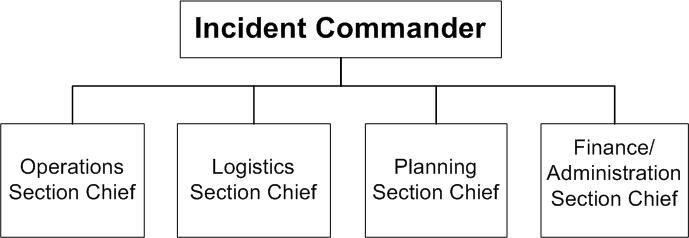 Incident Commander
Operations
Section Chief
Logistics
Section Chief
Planning
Section Chief
Finance/
Administration
Section Chief